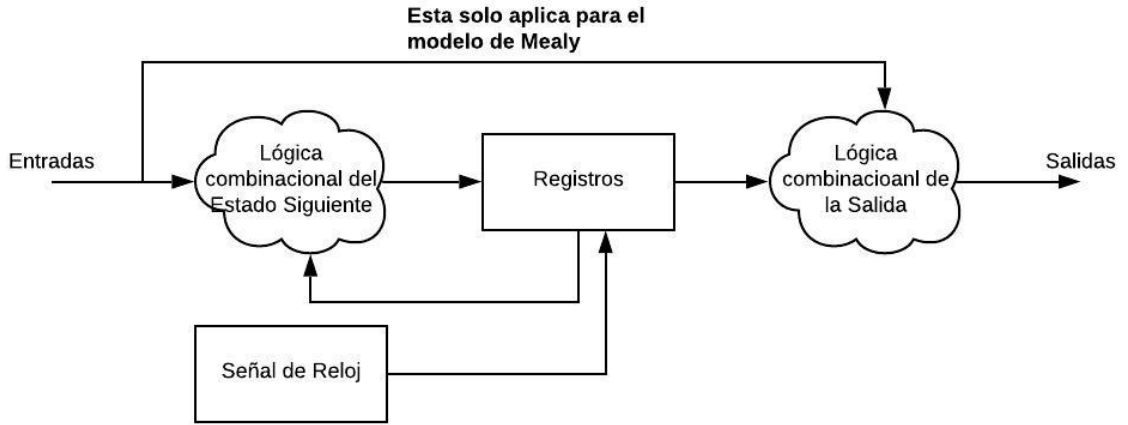 Esta solo aplica para el
modelo de Mealy
Entradas
Lógica
combinacional del
Estado Siguiente
Registros
Lógica
combinacioanl de
la Salida
Salidas
Señal de Reloj